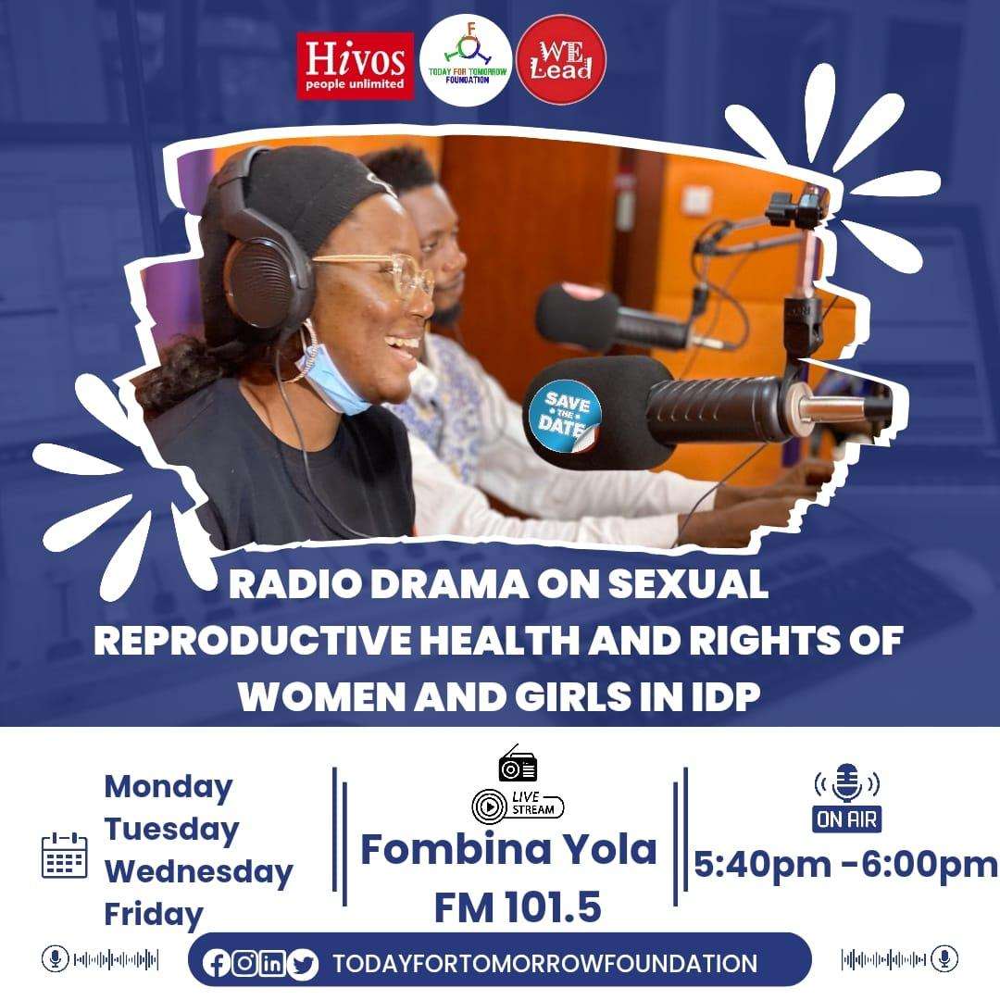 Hivos
people unlimited
F
TODAY FOR TOMORROW
FOUNDATION
WE
Lead
SAVE
THE
DATE
RADIO DRAMA ON SEXUAL
REPRODUCTIVE HEALTH AND RIGHTS OF
WOMEN AND GIRLS IN IDP
Monday
Tuesday
Wednesday
Friday
LIVE
STREAM
Fombina Yola
FM 101.5
ON AIR
5:40pm -6:00pm
TODAYFORTOMORROWFOUNDATION